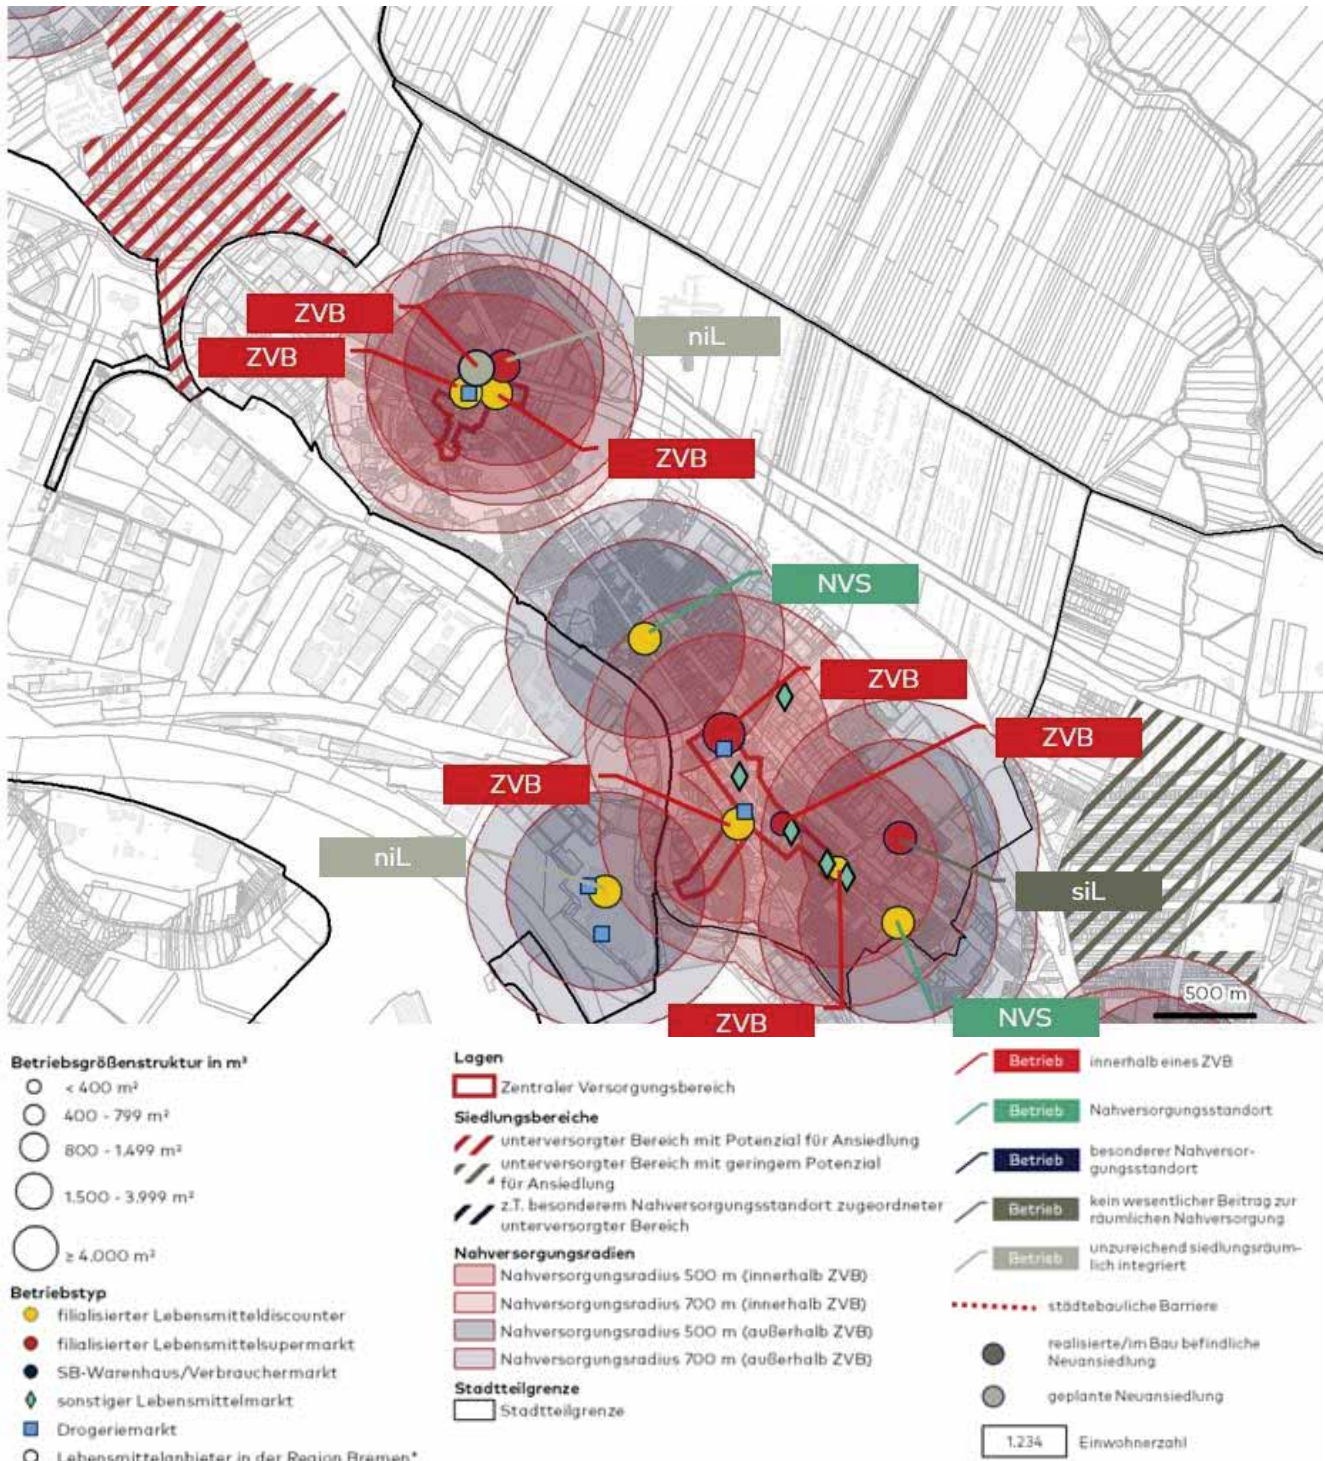 ZVB
niL
ZVB
ZVB
NVS
ZVB
ZVB
ZVB
niL
siL
500 m
ZVB
NVS
Betriebsgrößenstruktur in m²
< 400 m²
400 - 799 m²
800 - 1.499 m²
1.500 - 3.999 m²
≥ 4.000 m²
Betriebstyp
filialisierter Lebensmitteldiscounter
filialisierter Lebensmittelsupermarkt
SB-Warenhaus/Verbrauchermarkt
sonstiger Lebensmittelmarkt
Drogeriemarkt
Lebensmittelanbieter in der Region Bremen*
Lagen
Zentraler Versorgungsbereich
Siedlungsbereiche
unterversorgter Bereich mit Potenzial für Ansiedlung
unterversorgter Bereich mit geringem Potenzial
für Ansiedlung
z.T. besonderem Nahversorgungsstandort zugeordneter
unterversorgter Bereich
Nahversorgungsradien
Nahversorgungsradius 500 m (innerhalb ZVB)
Nahversorgungsradius 700 m (innerhalb ZVB)
Nahversorgungsradius 500 m (außerhalb ZVB)
Nahversorgungsradius 700 m (außerhalb ZVB)
Stadtteilgrenze
Stadtteilgrenze
Betrieb innerhalb eines ZVB
Betrieb Nahversorgungsstandort
Betrieb besonderer Nahversor-
gungsstandort
Betrieb kein wesentlicher Beitrag zur
räumlichen Nahversorgung
Betrieb unzureichend siedlungsräum-
lich integriert
städtebauliche Barriere
realisierte/im Bau befindliche
Neuansiedlung
geplante Neuansiedlung
1.234 Einwohnerzahl